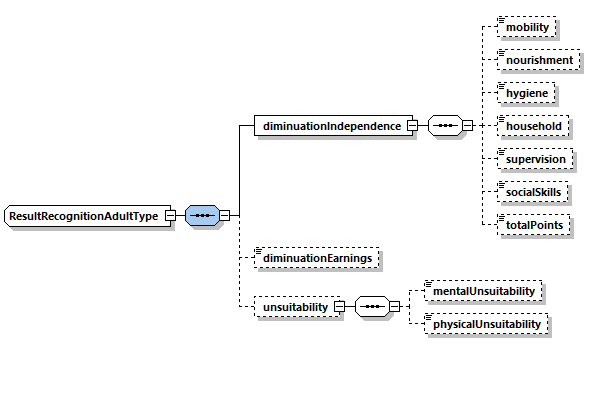 mobility
nourishment
hygiene
diminuationIndependence
household
supervision
socialSkills
ResultRecognitionAdultType
totalPoints
diminuationEarnings
mentalUnsuitability
unsuitability
physicalUnsuitability